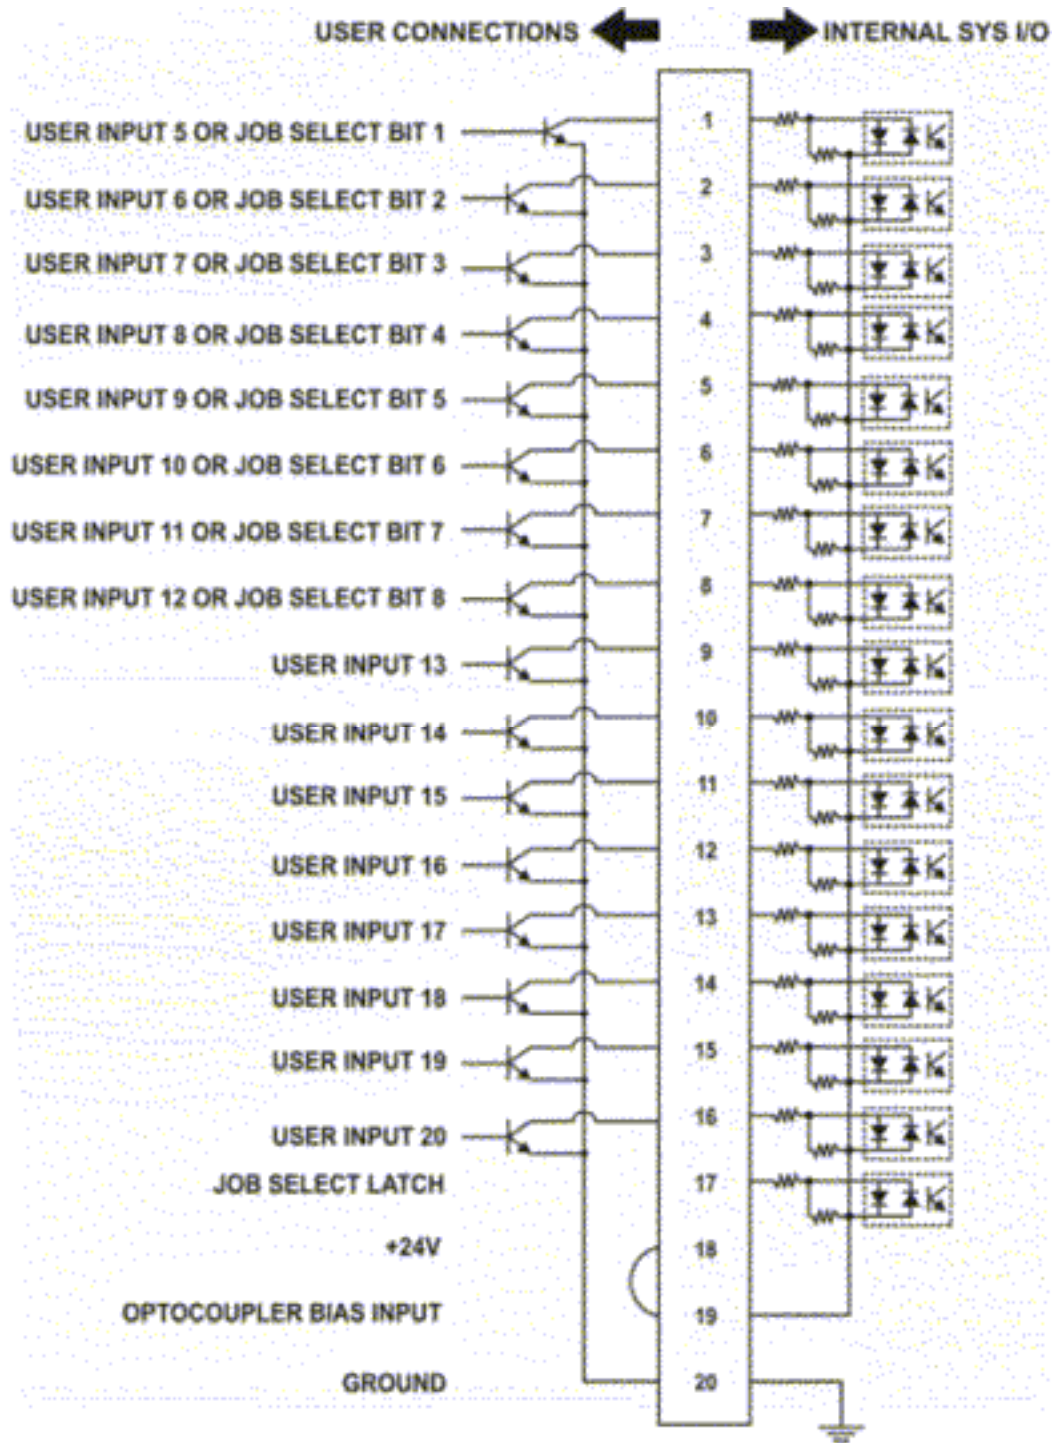 USER CONNECTIONS INTERNAL SYS I/O
USER INPUT 5 OR JOB SELECT BIT 1 1
USER INPUT 6 OR JOB SELECT BIT 2 2
USER INPUT 7 OR JOB SELECT BIT 3 3
USER INPUT 8 OR JOB SELECT BIT 4 4
USER INPUT 9 OR JOB SELECT BIT 5 5
USER INPUT 10 OR JOB SELECT BIT 6 6
USER INPUT 11 OR JOB SELECT BIT 7 7
USER INPUT 12 OR JOB SELECT BIT 8 8
USER INPUT 13 9
USER INPUT 14 10
USER INPUT 15 11
USER INPUT 16 12
USER INPUT 17 13
USER INPUT 18 14
USER INPUT 19 15
USER INPUT 20 16
JOB SELECT LATCH 17
+24V 18
OPTOCOUPLER BIAS INPUT 19
GROUND 20